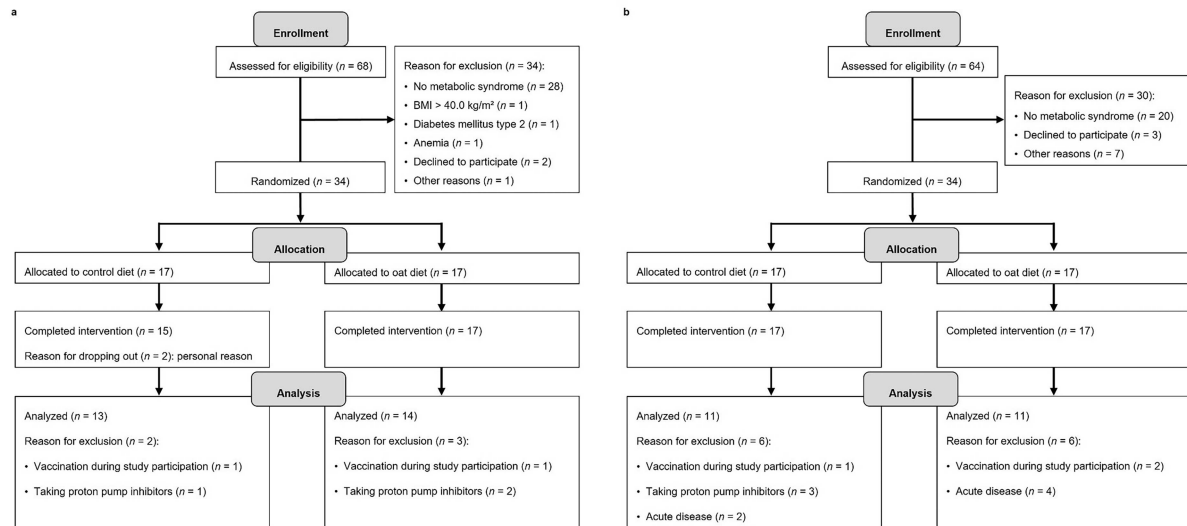 a
Enrollment
Assessed for eligibility (n = 68)
Reason for exclusion (n = 34):
• No metabolic syndrome (n = 28)
• BMI > 40.0 kg/m² (n = 1)
• Diabetes mellitus type 2 (n = 1)
• Anemia (n = 1)
• Declined to participate (n = 2)
• Other reasons (n = 1)
Randomized (n = 34)
Allocation
Allocated to control diet (n = 17)
Allocated to oat diet (n = 17)
Completed intervention (n = 15)
Reason for dropping out (n = 2): personal reason
Completed intervention (n = 17)
Analysis
Analyzed (n = 13)
Reason for exclusion (n = 2):
• Vaccination during study participation (n = 1)
• Taking proton pump inhibitors (n = 1)
Analyzed (n = 14)
Reason for exclusion (n = 3):
• Vaccination during study participation (n = 1)
• Taking proton pump inhibitors (n = 2)
b
Enrollment
Assessed for eligibility (n = 64)
Reason for exclusion (n = 30):
• No metabolic syndrome (n = 20)
• Declined to participate (n = 3)
• Other reasons (n = 7)
Randomized (n = 34)
Allocation
Allocated to control diet (n = 17)
Allocated to oat diet (n = 17)
Completed intervention (n = 17)
Completed intervention (n = 17)
Analysis
Analyzed (n = 11)
Reason for exclusion (n = 6):
• Vaccination during study participation (n = 1)
• Taking proton pump inhibitors (n = 3)
• Acute disease (n = 2)
Analyzed (n = 11)
Reason for exclusion (n = 6):
• Vaccination during study participation (n = 2)
• Acute disease (n = 4)